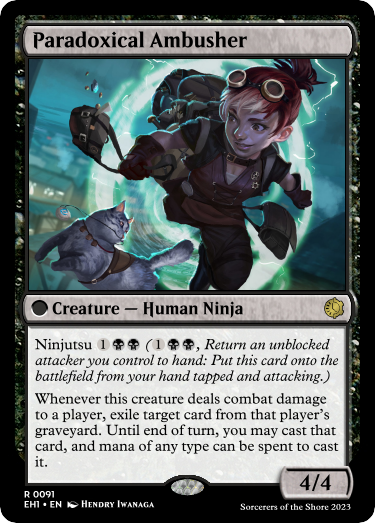 Paradoxical Ambusher
Creature — Human Ninja
Ninjutsu 1 (1, Return an unblocked
attacker you control to hand: Put this card onto the
battlefield from your hand tapped and attacking.)
Whenever this creature deals combat damage
to a player, exile target card from that player's
graveyard. Until end of turn, you may cast that
card, and mana of any type can be spent to cast
it.
4/4
R 0091
EH1 • EN Hendry Iwanaga
Sorcerers of the Shore 2023